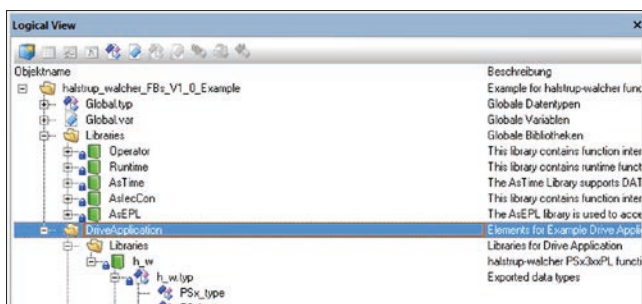 Logical View
Objektname Beschreibung
halstrup_walcher_FBs_V1_0_Example Example for halstrup-walcher func
Global.typ Globale Datentypen
Global.var Globale Variablen
Libraries Globale Bibliotheken
Operator This library contains function inter
Runtime This library contains runtime funct
AsTime The AsTime Library supports DAT
AsIecCon This library contains function inter
AsEPL The AsEPL library is used to acce
DriveApplication Elements for Example Drive Appli
Libraries Libraries for Drive Application
h_w halstrup-walcher PSx3xxPL functi
h_w.typ Exported data types
PSx_type